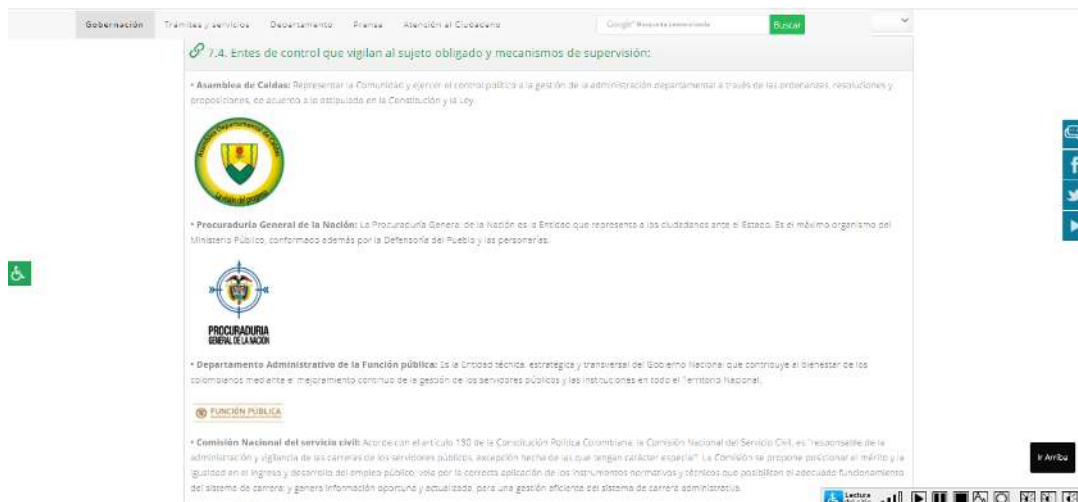 Gobernación Trámites y servicios Departamento Prensa Atención al Ciudadano Google Búsqueda personalizada Buscar
7.4. Entes de control que vigilan al sujeto obligado y mecanismos de supervisión:
• Asamblea de Caldas: Representar la Comunidad y ejercer el control político a la gestión de la administración departamental a través de las ordenanzas, resoluciones y
proposiciones, de acuerdo a lo estipulado en la Constitución y la Ley.
Asamblea Departamental de Caldas
La visión del progreso
• Procuraduría General de la Nación: La Procuraduría General de la Nación es la Entidad que representa a los ciudadanos ante el Estado. Es el máximo organismo del
Ministerio Público, conformado además por la Defensoría del Pueblo y las personerías.
PROCURADURIA
GENERAL DE LA NACION
• Departamento Administrativo de la Función pública: Es la Entidad técnica, estratégica y transversal del Gobierno Nacional que contribuye al bienestar de los
colombianos mediante el mejoramiento continuo de la gestión de los servidores públicos y las instituciones en todo el Territorio Nacional.
FUNCIÓN PÚBLICA
• Comisión Nacional del servicio civil: Acorde con el artículo 130 de la Constitución Política Colombiana, la Comisión Nacional del Servicio Civil, es "responsable de la
administración y vigilancia de las carreras de los servidores públicos, excepción hecha de las que tengan carácter especial". La Comisión se propone posicionar el mérito y la
igualdad en el ingreso y desarrollo del empleo público; vela por la correcta aplicación de los instrumentos normativos y técnicos que posibiliten el adecuado funcionamiento
del sistema de carrera; y genera información oportuna y actualizada, para una gestión eficiente del sistema de carrera administrativa.
Ir Arriba
Lectura